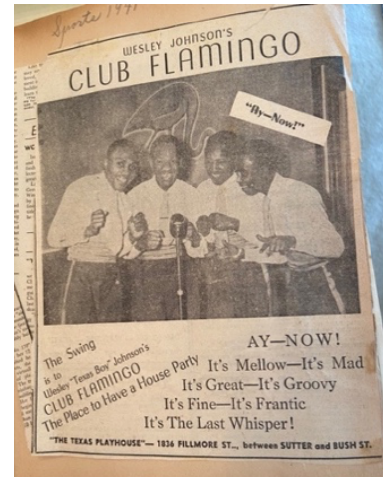 Sports 1941
WESLEY JOHNSON'S
CLUB FLAMINGO
"Ay—Now!"
The Swing
is to
Wesley "Texas Boy" Johnson's
CLUB FLAMINGO
The Place to Have a House Party
AY—NOW!
It's Mellow—It's Mad
It's Great—It's Groovy
It's Fine—It's Frantic
It's The Last Whisper!
"THE TEXAS PLAYHOUSE"— 1836 FILLMORE ST., between SUTTER and BUSH ST.